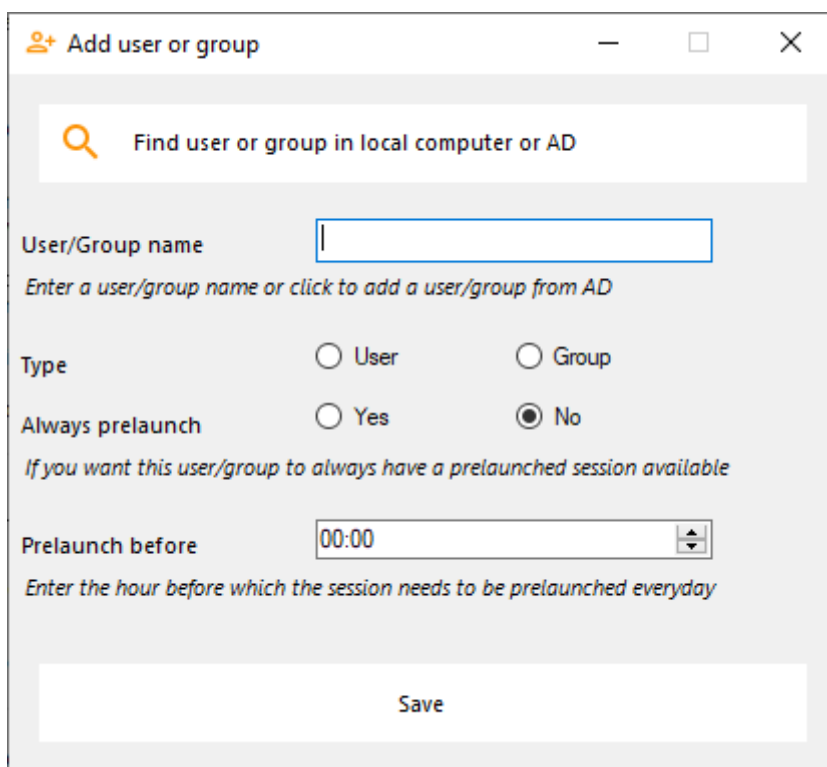 Add user or group
Find user or group in local computer or AD
User/Group name
Enter a user/group name or click to add a user/group from AD
Type User Group
Always prelaunch Yes No
If you want this user/group to always have a prelaunched session available
Prelaunch before 00:00
Enter the hour before which the session needs to be prelaunched everyday
Save